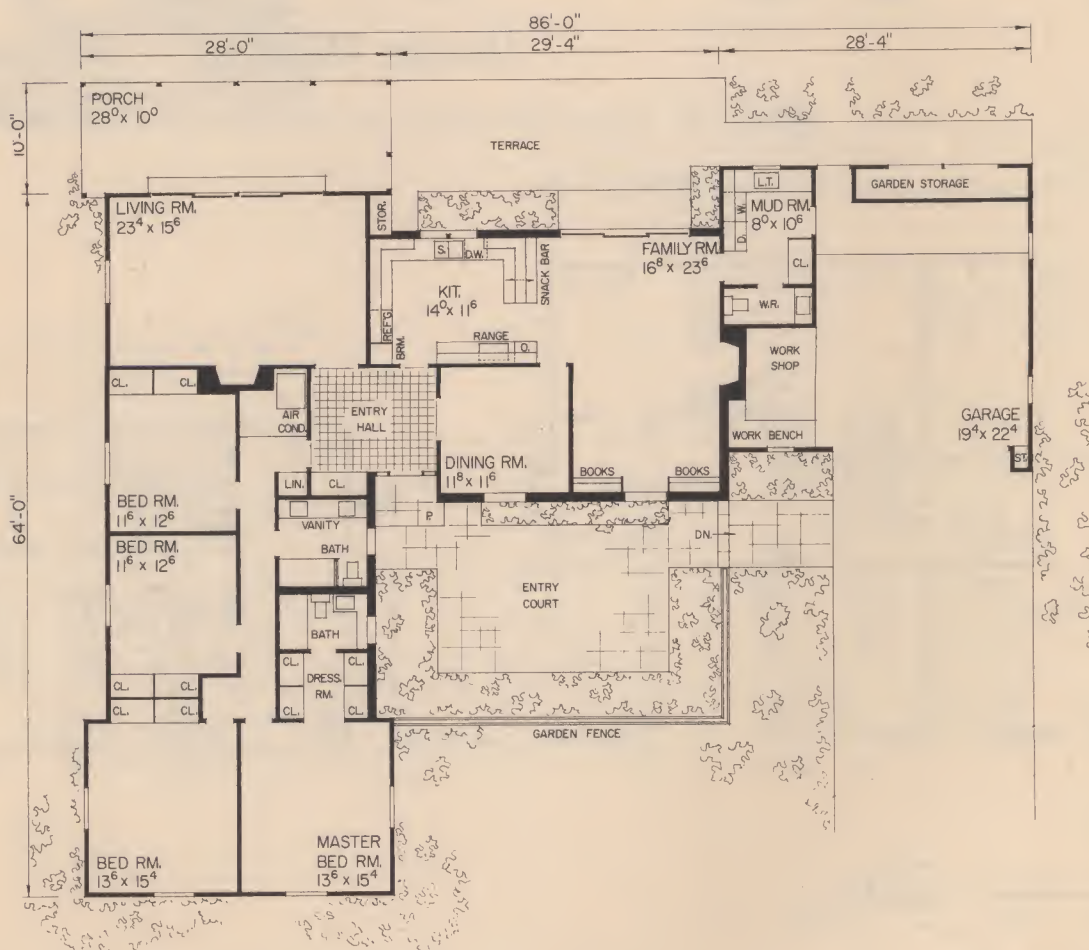 86'-0"
28'-0"
29'-4"
28'-4"
10'-0"
64'-0"
PORCH
28⁰ x 10⁰
TERRACE
LIVING RM.
23⁴ x 15⁶
STOR.
S.
D.W.
SNACK BAR
KIT.
14⁰ x 11⁶
REF'G.
BRM.
RANGE
O.
FAMILY RM.
16⁸ x 23⁶
L.T.
MUD RM.
8⁰ x 10⁶
W.
D.
CL.
W.R.
GARDEN STORAGE
WORK
SHOP
WORK BENCH
GARAGE
19⁴ x 22⁴
ST.
CL.
CL.
AIR
COND.
ENTRY
HALL
DINING RM.
11⁸ x 11⁶
BOOKS
BOOKS
LIN.
CL.
BED RM.
11⁶ x 12⁶
BED RM.
11⁶ x 12⁶
VANITY
BATH
P.
DN.
ENTRY
COURT
BATH
CL.
CL.
DRESS.
RM.
CL.
CL.
CL.
CL.
CL.
CL.
GARDEN FENCE
BED RM.
13⁶ x 15⁴
MASTER
BED RM.
13⁶ x 15⁴